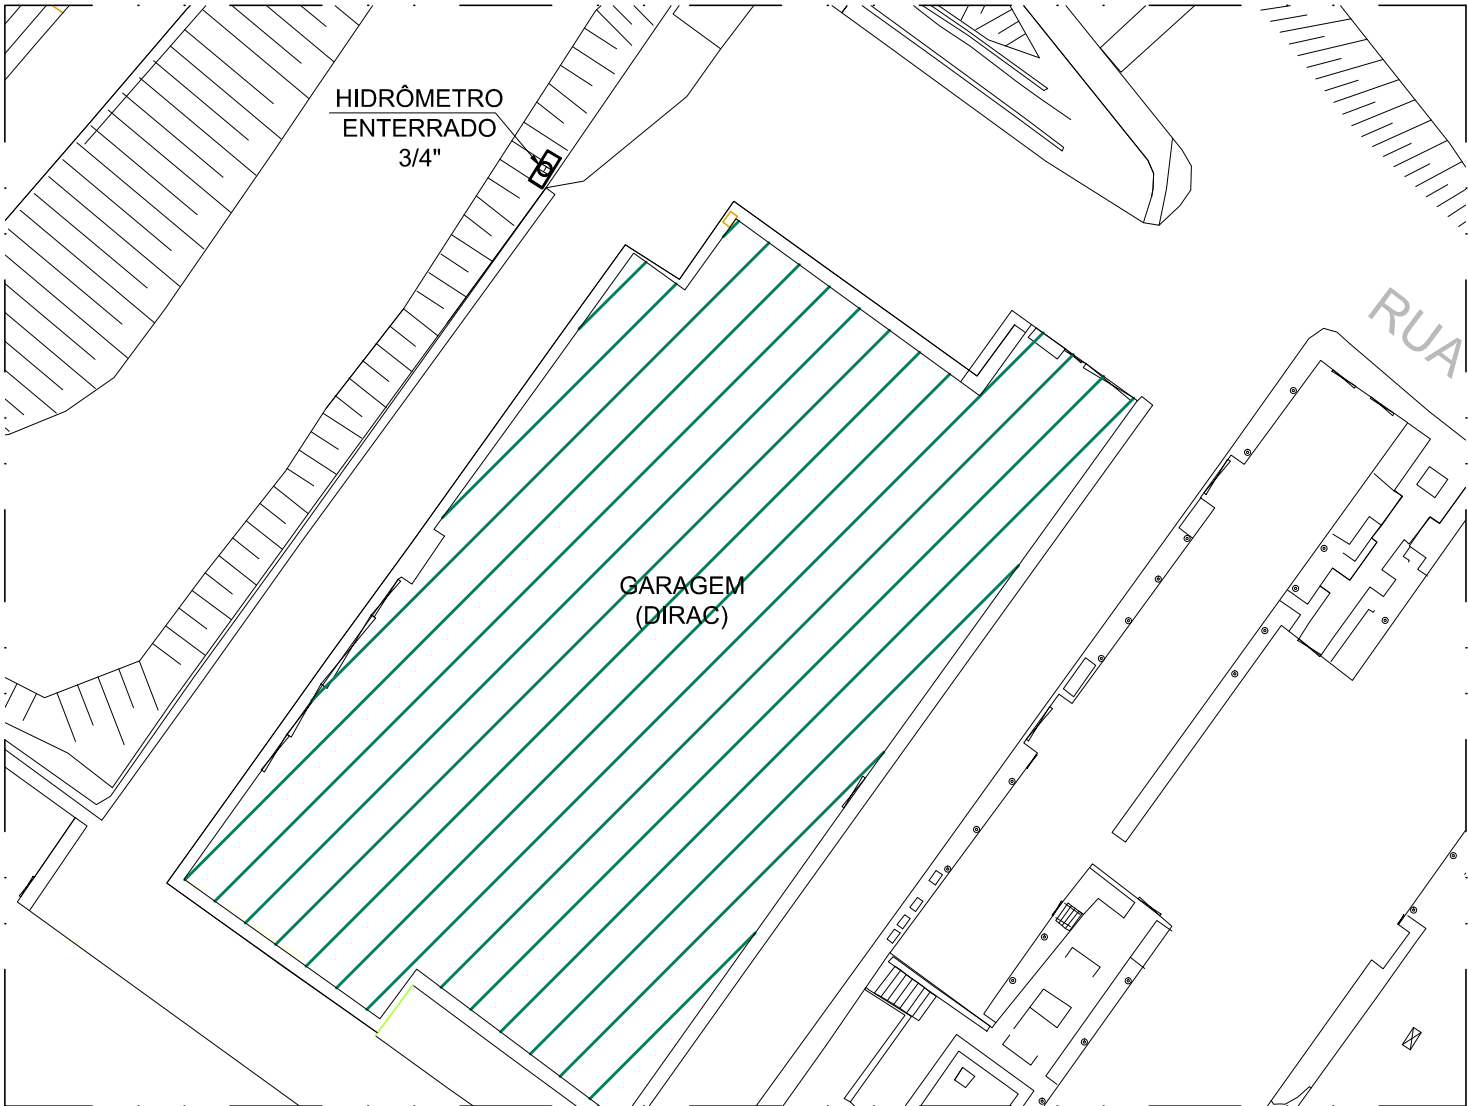 HIDRÔMETRO
ENTERRADO
3/4"
RUA
GARAGEM
(DIRAC)